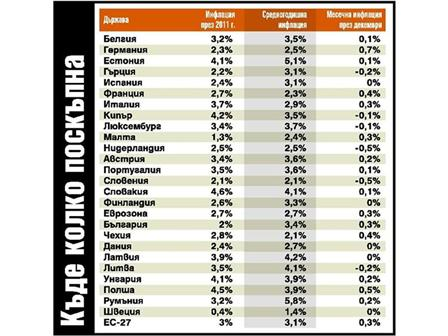 Къде колко поскъпна
Държава Инфлация през 2011 г. Средногодишна инфлация Месечна инфлация през декември
Белгия 3,2% 3,5% 0,1%
Германия 2,3% 2,5% 0,7%
Естония 4,1% 5,1% 0,1%
Гърция 2,2% 3,1% -0,2%
Испания 2,4% 3,1% 0%
Франция 2,7% 2,3% 0,4%
Италия 3,7% 2,9% 0,3%
Кипър 4,2% 3,5% -0,1%
Люксембург 3,4% 3,7% -0,1%
Малта 1,3% 2,4% 0,3%
Нидерландия 2,5% 2,5% -0,5%
Австрия 3,4% 3,6% 0,2%
Португалия 3,5% 3,6% 0,1%
Словения 2,1% 2,1% -0,5%
Словакия 4,6% 4,1% 0,1%
Финландия 2,6% 3,3% 0%
Еврозона 2,7% 2,7% 0,3%
България 2% 3,4% 0,3%
Чехия 2,8% 2,1% 0,4%
Дания 2,4% 2,7% 0%
Латвия 3,9% 4,2% 0%
Литва 3,5% 4,1% -0,2%
Унгария 4,1% 3,9% 0,2%
Полша 4,5% 3,9% 0,5%
Румъния 3,2% 5,8% 0,2%
Швеция 0,4% 1,4% 0%
ЕС-27 3% 3,1% 0,3%